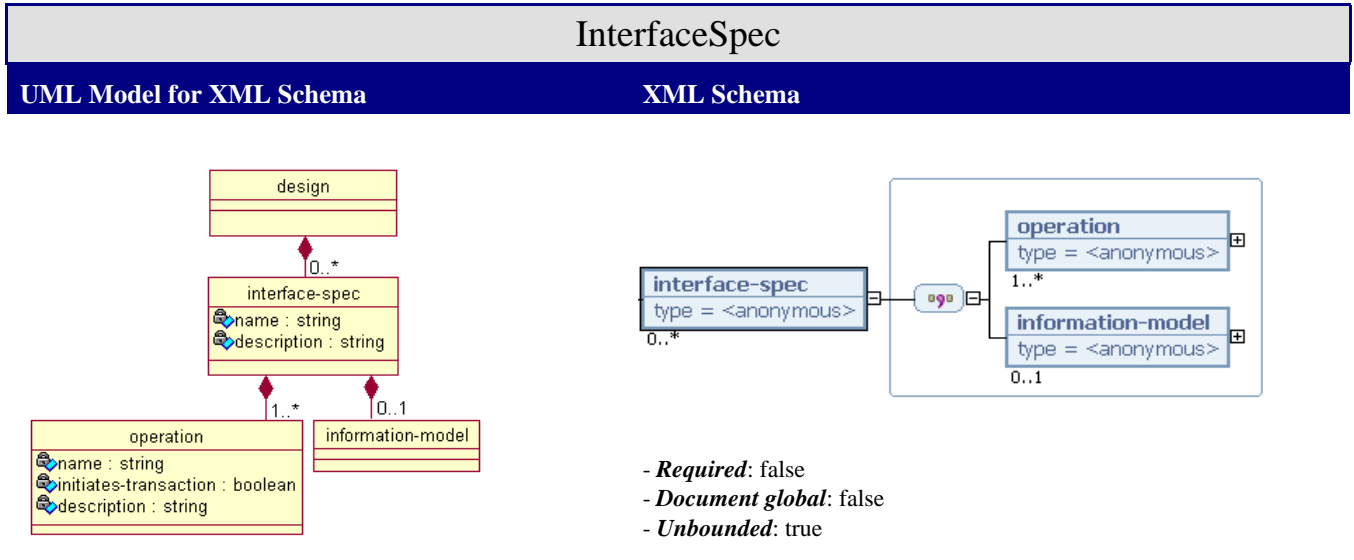 InterfaceSpec
UML Model for XML Schema
XML Schema
design
0..*
interface-spec
name : string
description : string
1..*
0..1
operation
name : string
initiates-transaction : boolean
description : string
information-model
interface-spec
type = <anonymous>
0..*
operation
type = <anonymous>
1..*
information-model
type = <anonymous>
0..1
- Required: false
- Document global: false
- Unbounded: true